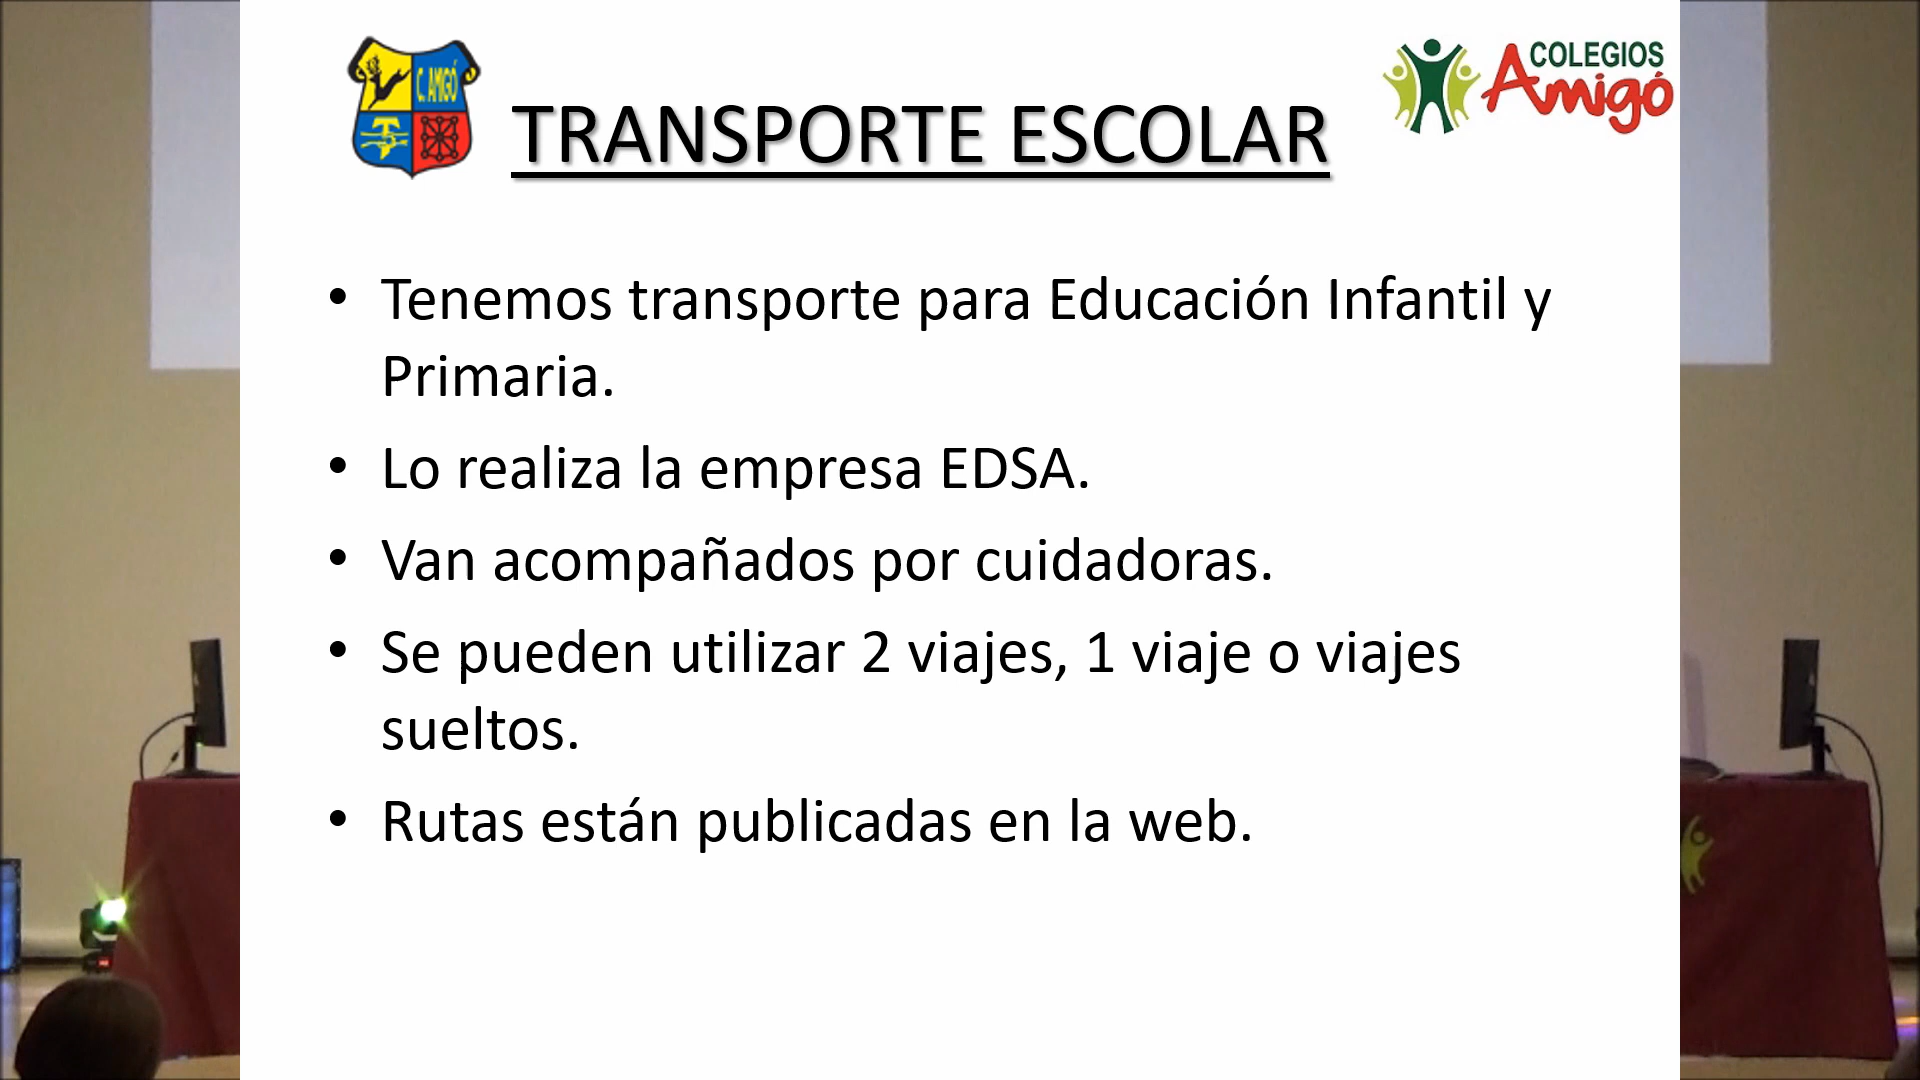 C. AMIGÓ
COLEGIOS
Amigó
TRANSPORTE ESCOLAR
• Tenemos transporte para Educación Infantil y
Primaria.
• Lo realiza la empresa EDSA.
• Van acompañados por cuidadoras.
• Se pueden utilizar 2 viajes, 1 viaje o viajes
sueltos.
• Rutas están publicadas en la web.